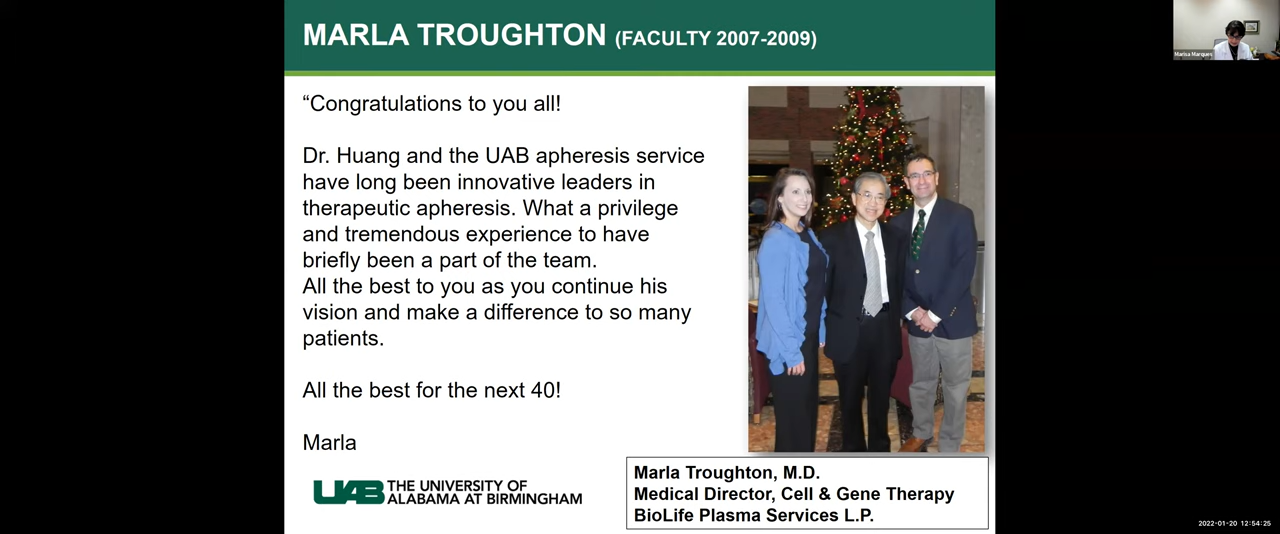 MARLA TROUGHTON (FACULTY 2007-2009)
Marisa Marques
“Congratulations to you all!
Dr. Huang and the UAB apheresis service
have long been innovative leaders in
therapeutic apheresis. What a privilege
and tremendous experience to have
briefly been a part of the team.
All the best to you as you continue his
vision and make a difference to so many
patients.
All the best for the next 40!
Marla
UAB THE UNIVERSITY OF
ALABAMA AT BIRMINGHAM
Marla Troughton, M.D.
Medical Director, Cell & Gene Therapy
BioLife Plasma Services L.P.
2022-01-20 12:54:25